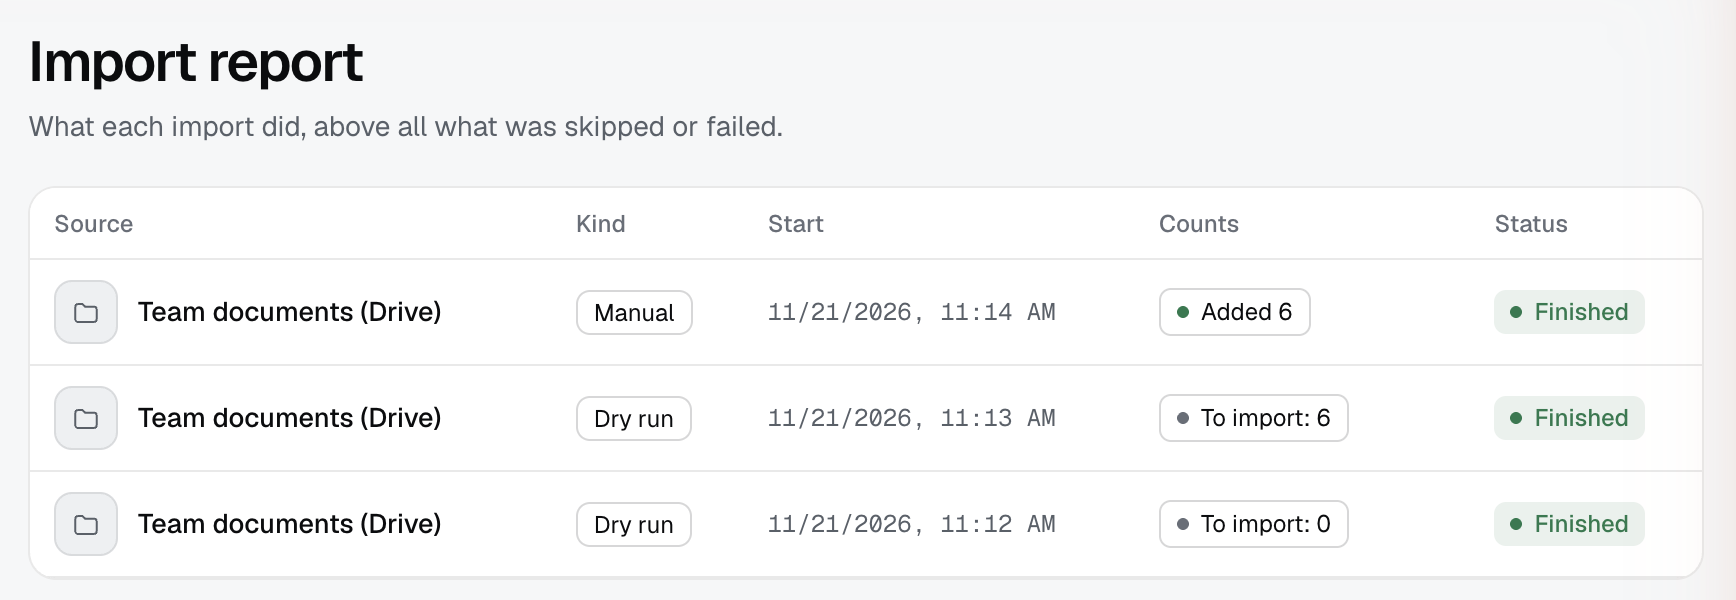 Import report
What each import did, above all what was skipped or failed.
Source Kind Start Counts Status
Team documents (Drive) Manual 11/21/2026, 11:14 AM Added 6 Finished
Team documents (Drive) Dry run 11/21/2026, 11:13 AM To import: 6 Finished
Team documents (Drive) Dry run 11/21/2026, 11:12 AM To import: 0 Finished